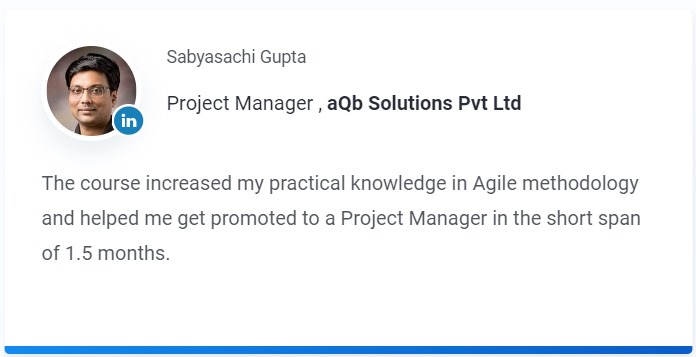 Sabyasachi Gupta
Project Manager , aQb Solutions Pvt Ltd
in
The course increased my practical knowledge in Agile methodology
and helped me get promoted to a Project Manager in the short span
of 1.5 months.